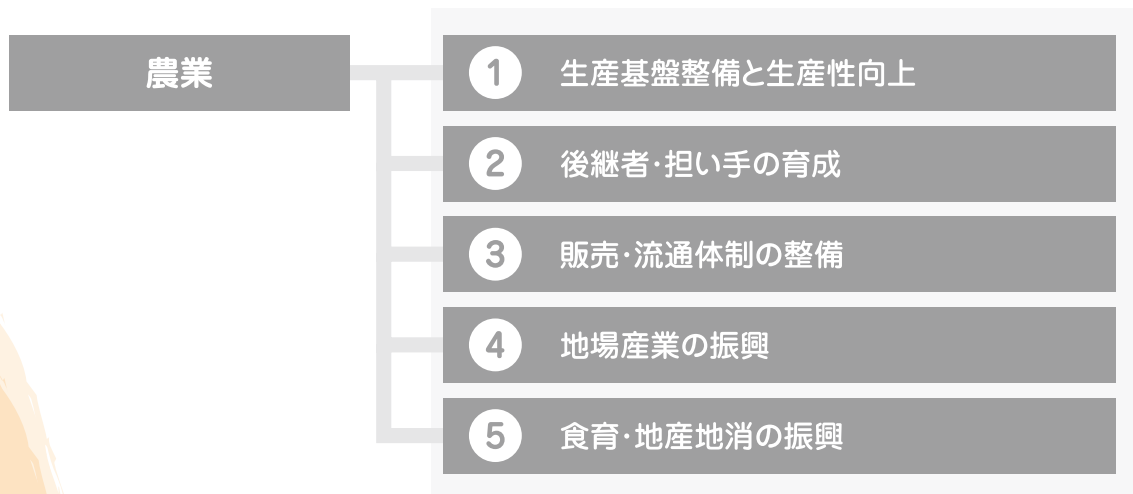 農業
1 生産基盤整備と生産性向上
2 後継者・担い手の育成
3 販売・流通体制の整備
4 地場産業の振興
5 食育・地産地消の振興